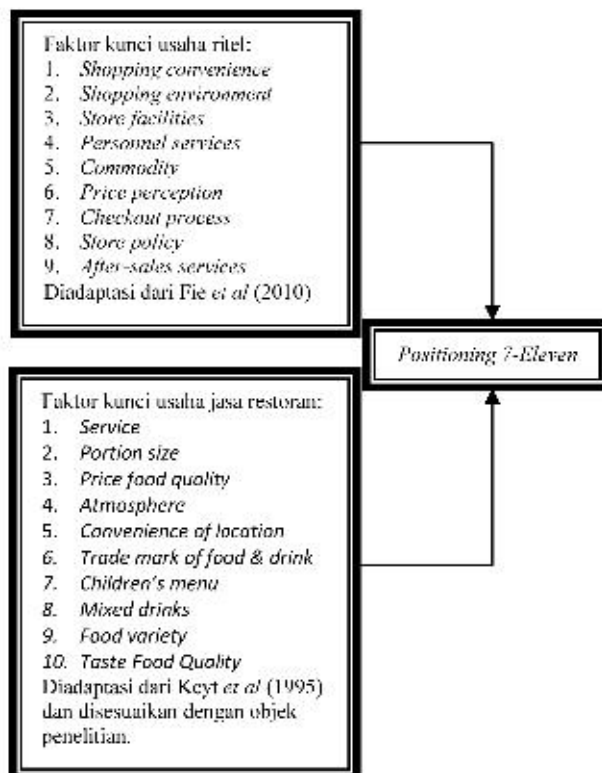 Faktor kunci usaha ritel:
1. Shopping convenience
2. Shopping environment
3. Store facilities
4. Personnel services
5. Commodity
6. Price perception
7. Checkout process
8. Store policy
9. After-sales services
Diadaptasi dari Fie et al (2010)
Positioning 7-Eleven
Faktor kunci usaha jasa restoran:
1. Service
2. Portion size
3. Price food quality
4. Atmosphere
5. Convenience of location
6. Trade mark of food & drink
7. Children's menu
8. Mixed drinks
9. Food variety
10. Taste Food Quality
Diadaptasi dari Keyt et al (1995)
dan disesuaikan dengan objek
penelitian.